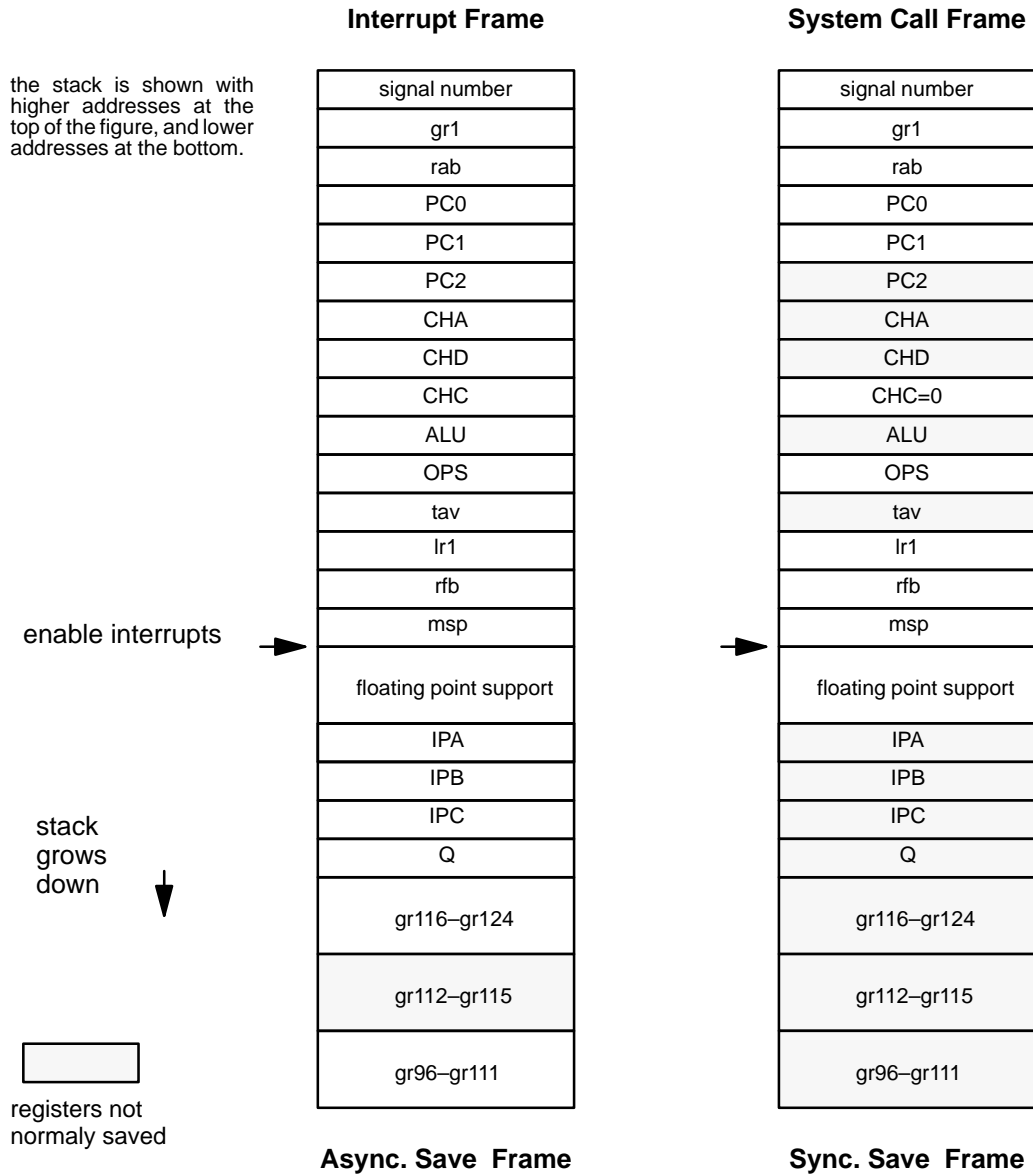 Interrupt Frame
System Call Frame
the stack is shown with
higher addresses at the
top of the figure, and lower
addresses at the bottom.
signal number
gr1
rab
PC0
PC1
PC2
CHA
CHD
CHC
ALU
OPS
tav
lr1
rfb
msp
floating point support
IPA
IPB
IPC
Q
gr116–gr124
gr112–gr115
gr96–gr111
signal number
gr1
rab
PC0
PC1
PC2
CHA
CHD
CHC=0
ALU
OPS
tav
lr1
rfb
msp
floating point support
IPA
IPB
IPC
Q
gr116–gr124
gr112–gr115
gr96–gr111
enable interrupts
stack
grows
down
registers not
normaly saved
Async. Save Frame
Sync. Save Frame